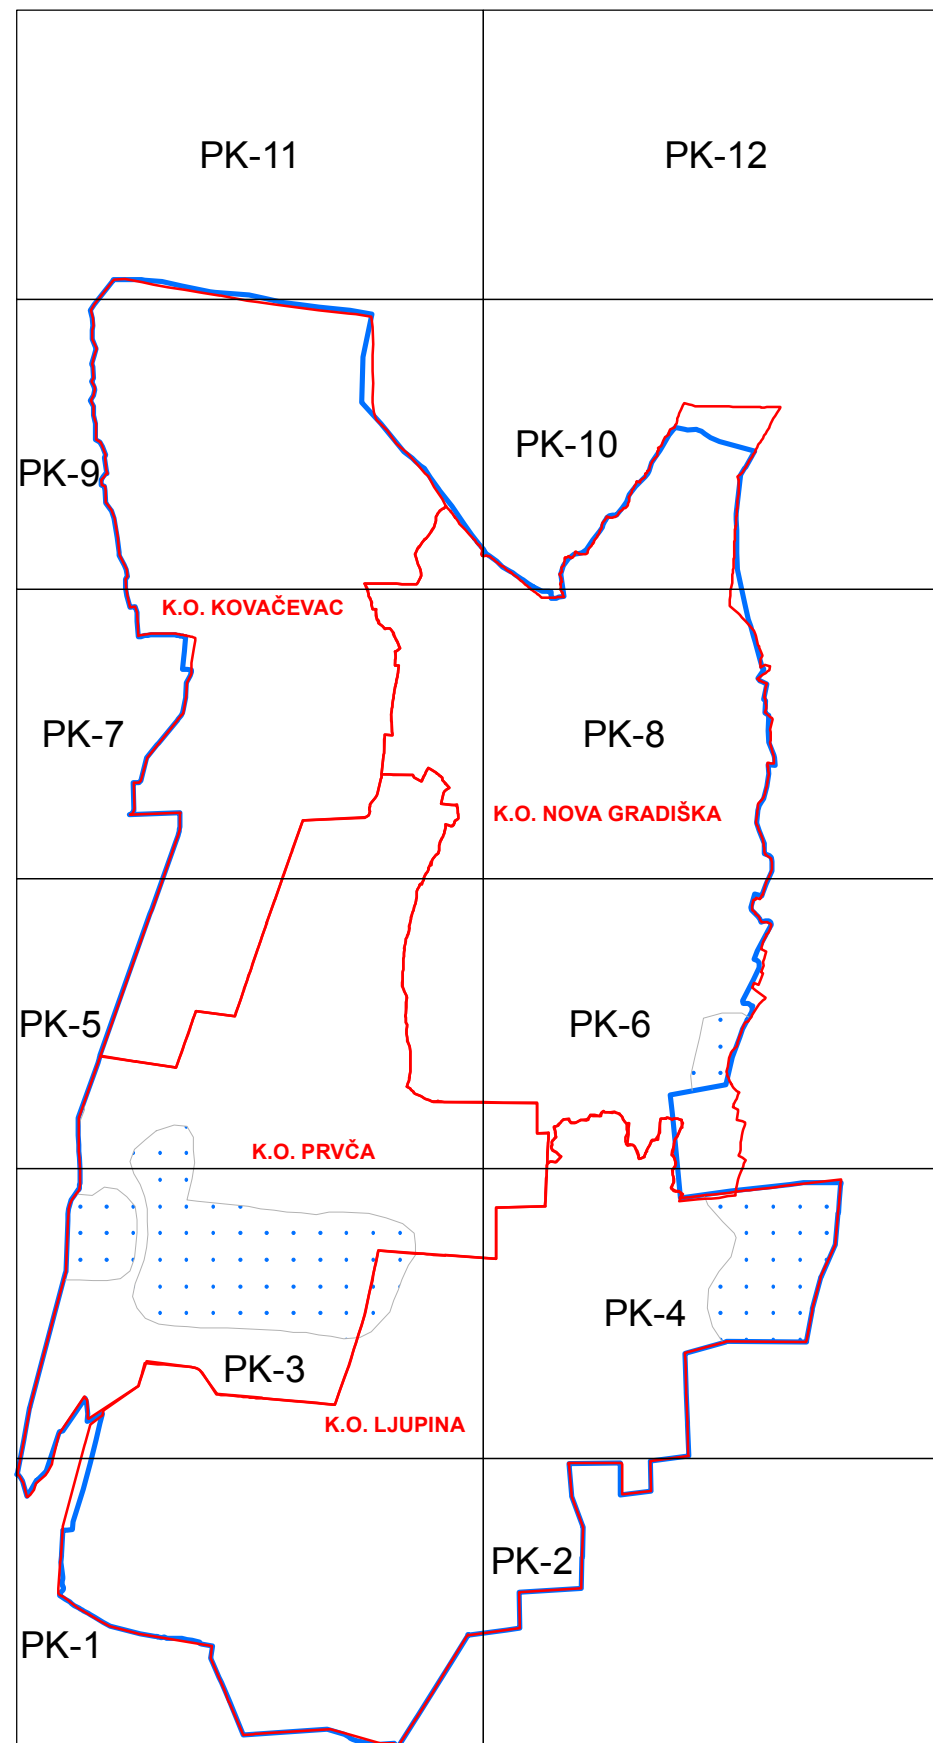 PK-11
PK-12
PK-10
PK-9
K.O. KOVAČEVAC
PK-7
PK-8
K.O. NOVA GRADIŠKA
PK-5
PK-6
K.O. PRVČA
PK-4
PK-3
K.O. LJUPINA
PK-2
PK-1